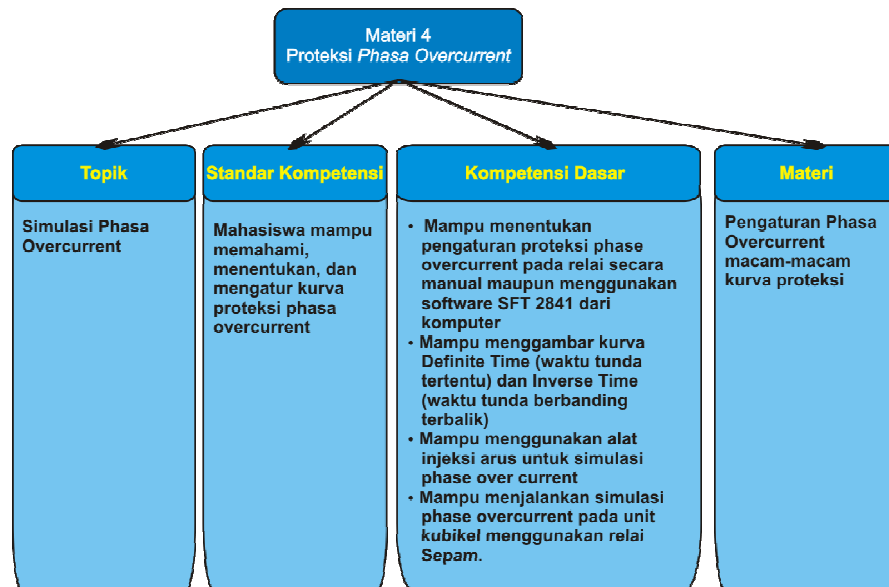 Materi 4
Proteksi Phasa Overcurrent
Topik
Simulasi Phasa
Overcurrent
Standar Kompetensi
Mahasiswa mampu
memahami,
menentukan, dan
mengatur kurva
proteksi phasa
overcurrent
Kompetensi Dasar
• Mampu menentukan
pengaturan proteksi phase
overcurrent pada relai secara
manual maupun menggunakan
software SFT 2841 dari
komputer
• Mampu menggambar kurva
Definite Time (waktu tunda
tertentu) dan Inverse Time
(waktu tunda berbanding
terbalik)
• Mampu menggunakan alat
injeksi arus untuk simulasi
phase over current
• Mampu menjalankan simulasi
phase overcurrent pada unit
kubikel menggunakan relai
Sepam.
Materi
Pengaturan Phasa
Overcurrent
macam-macam
kurva proteksi